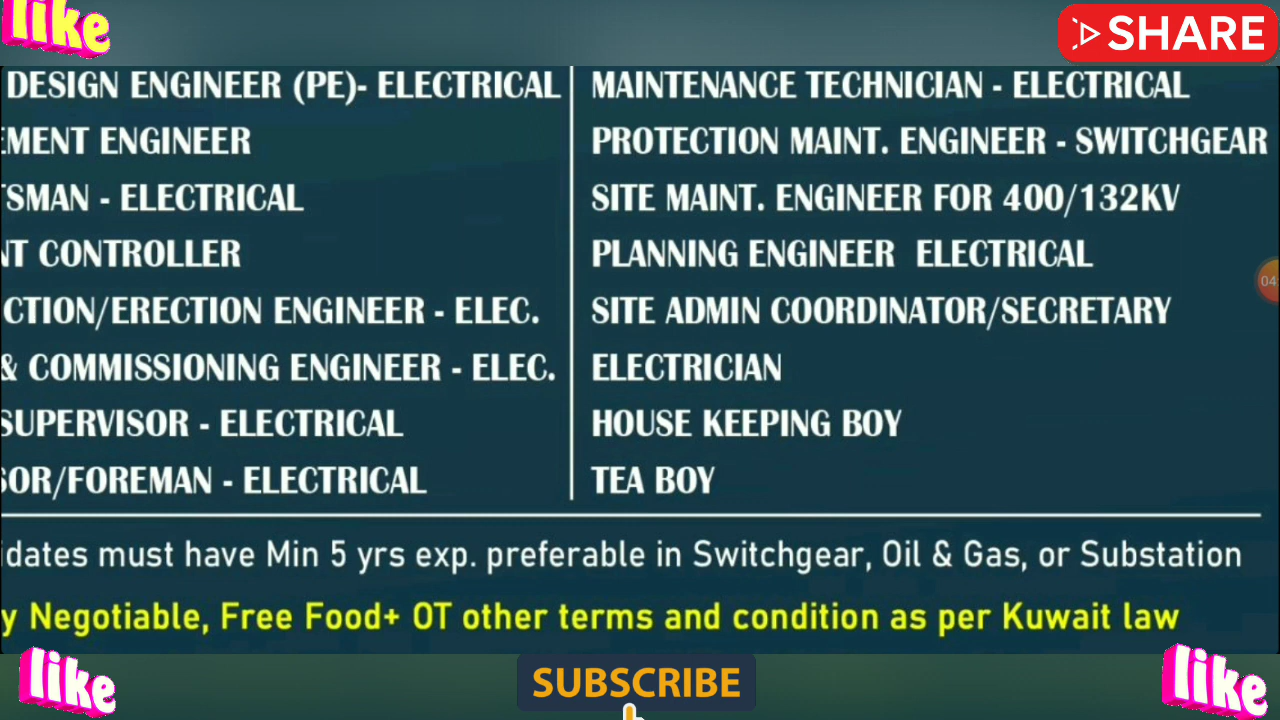 like
SHARE
DESIGN ENGINEER (PE)- ELECTRICAL
EMENT ENGINEER
TSMAN - ELECTRICAL
NT CONTROLLER
CTION/ERECTION ENGINEER - ELEC.
& COMMISSIONING ENGINEER - ELEC.
SUPERVISOR - ELECTRICAL
SOR/FOREMAN - ELECTRICAL
MAINTENANCE TECHNICIAN - ELECTRICAL
PROTECTION MAINT. ENGINEER - SWITCHGEAR
SITE MAINT. ENGINEER FOR 400/132KV
PLANNING ENGINEER ELECTRICAL
SITE ADMIN COORDINATOR/SECRETARY
ELECTRICIAN
HOUSE KEEPING BOY
TEA BOY
04
idates must have Min 5 yrs exp. preferable in Switchgear, Oil & Gas, or Substation
y Negotiable, Free Food+ OT other terms and condition as per Kuwait law
like
SUBSCRIBE
like